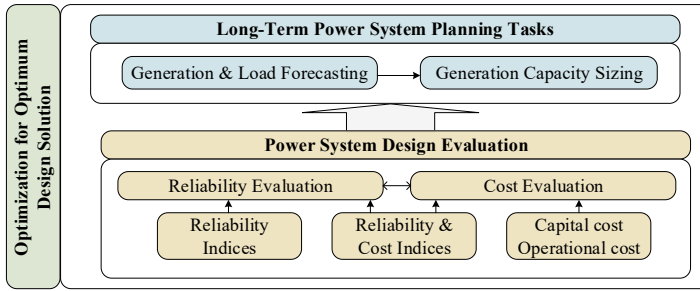 Optimization for Optimum
Design Solution
Long-Term Power System Planning Tasks
Generation & Load Forecasting
Generation Capacity Sizing
Power System Design Evaluation
Reliability Evaluation
Cost Evaluation
Reliability
Indices
Reliability &
Cost Indices
Capital cost
Operational cost